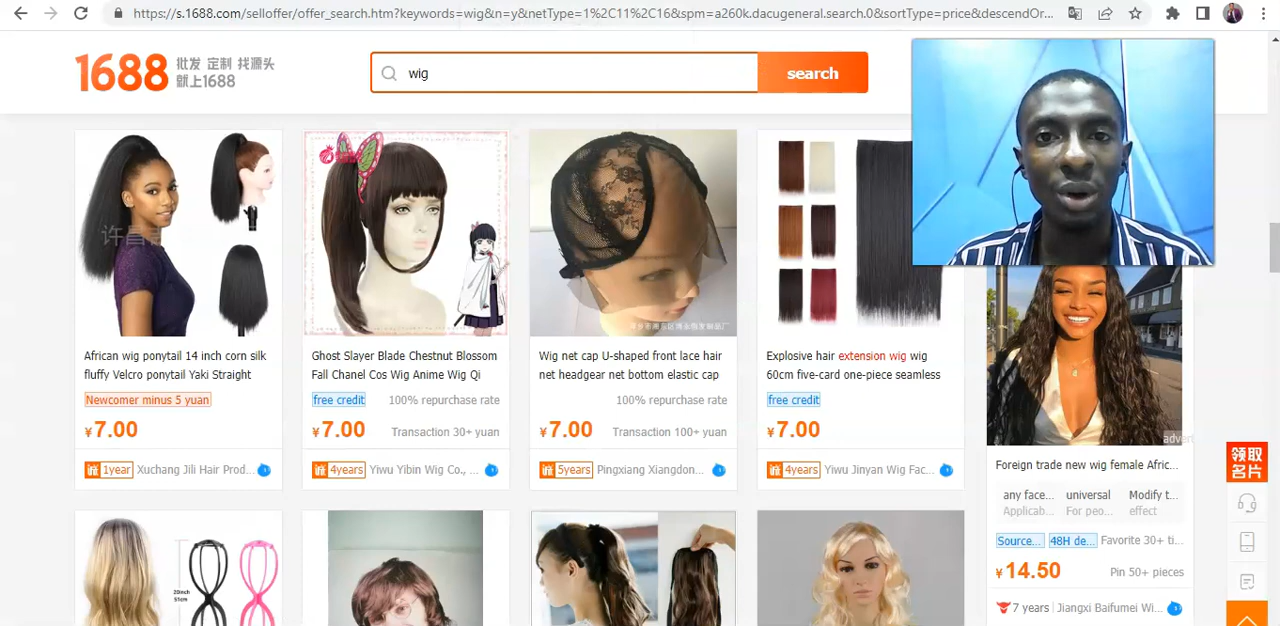 https://s.1688.com/selloffer/offer_search.htm?keywords=wig&n=y&netType=1%2C11%2C16&spm=a260k.dacugeneral.search.0&sortType=price&descendOr...
1688 批发 定制 找源头
就上1688
wig
search
African wig ponytail 14 inch corn silk
fluffy Velcro ponytail Yaki Straight
Newcomer minus 5 yuan
¥7.00
1year Xuchang Jili Hair Prod...
Ghost Slayer Blade Chestnut Blossom
Fall Chanel Cos Wig Anime Wig Qi
free credit 100% repurchase rate
¥7.00 Transaction 30+ yuan
4years Yiwu Yibin Wig Co., ...
Wig net cap U-shaped front lace hair
net headgear net bottom elastic cap
100% repurchase rate
¥7.00 Transaction 100+ yuan
5years Pingxiang Xiangdon...
Explosive hair extension wig wig
60cm five-card one-piece seamless
free credit
¥7.00
4years Yiwu Jinyan Wig Fac...
advert
Foreign trade new wig female Afric...
any face... universal Modify t...
Applicab... For peo... effect
Source... 48H de... Favorite 30+ ti...
¥14.50 Pin 50+ pieces
7 years Jiangxi Baifumei Wi...
领取
名片
20inch
51cm